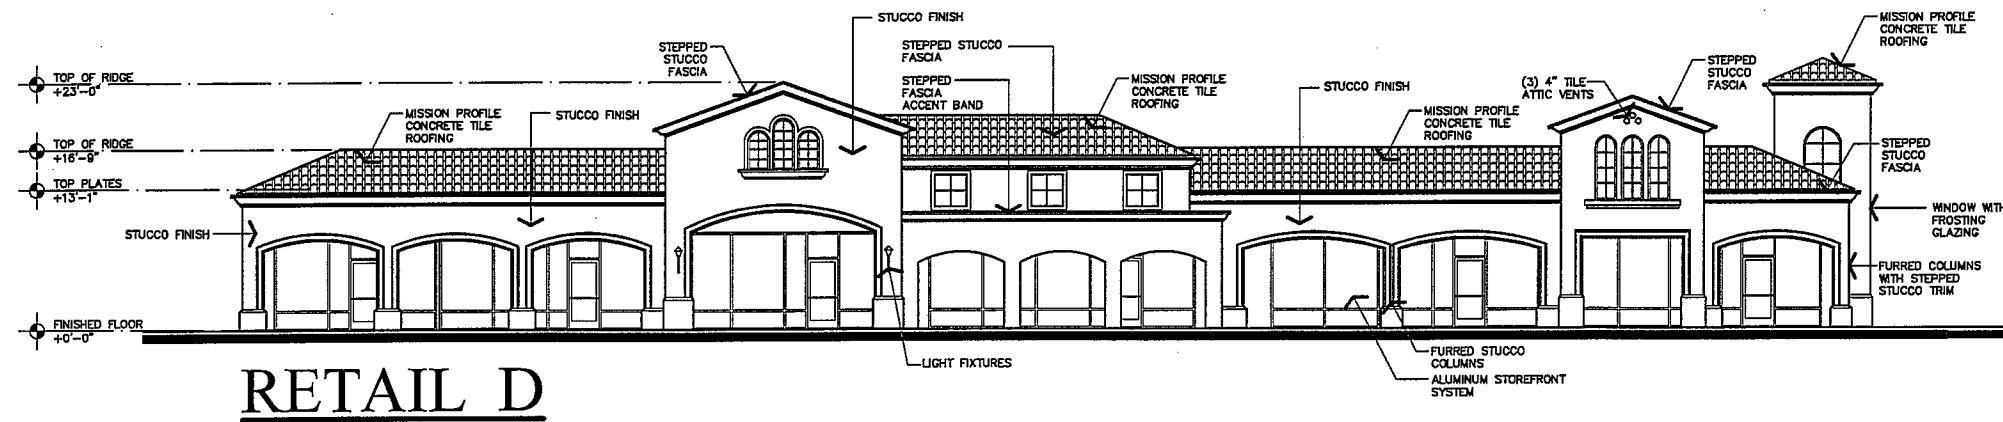 STUCCO FINISH
MISSION PROFILE
CONCRETE TILE
ROOFING
STEPPED
STUCCO
FASCIA
STEPPED STUCCO
FASCIA
TOP OF RIDGE
+23'-0"
STEPPED
FASCIA
ACCENT BAND
MISSION PROFILE
CONCRETE TILE
ROOFING
STUCCO FINISH
(3) 4" TILE
ATTIC VENTS
STEPPED
STUCCO
FASCIA
MISSION PROFILE
CONCRETE TILE
ROOFING
STUCCO FINISH
MISSION PROFILE
CONCRETE TILE
ROOFING
TOP OF RIDGE
+16'-9"
STEPPED
STUCCO
FASCIA
TOP PLATES
+13'-1"
STUCCO FINISH
WINDOW WITH
FROSTING
GLAZING
FURRED COLUMNS
WITH STEPPED
STUCCO TRIM
FINISHED FLOOR
+0'-0"
LIGHT FIXTURES
FURRED STUCCO
COLUMNS
ALUMINUM STOREFRONT
SYSTEM
RETAIL D